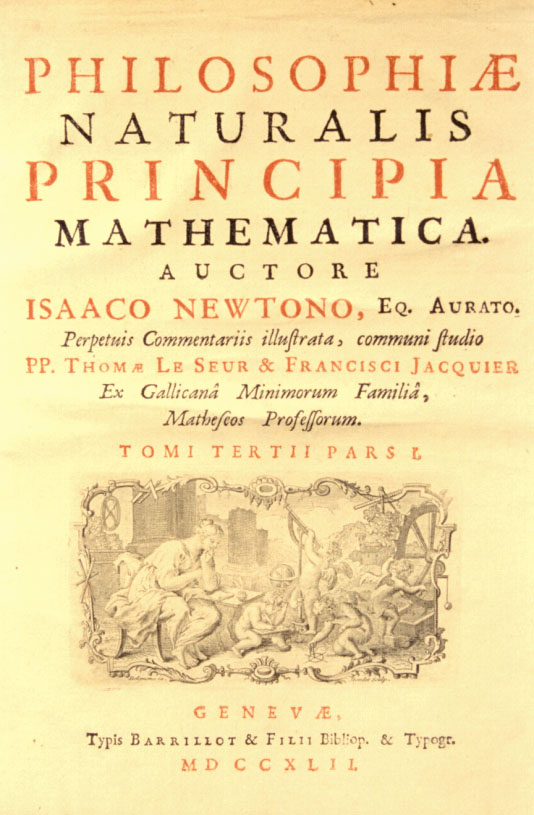 PHILOSOPHIÆ
NATURALIS
PRINCIPIA
MATHEMATICA.
AUCTORE
ISAACO NEWTONO, EQ. AURATO.
Perpetuis Commentariis illuſtrata, communi ſtudio
PP. THOMÆ LE SEUR & FRANCISCI JACQUIER
Ex Gallicanâ Minimorum Familiâ,
Matheſeos Profeſſorum.
TOMI TERTII PARS I.
GENEVÆ,
Typis BARRILLOT & FILII Bibliop. & Typogr.
MDCCXLII.